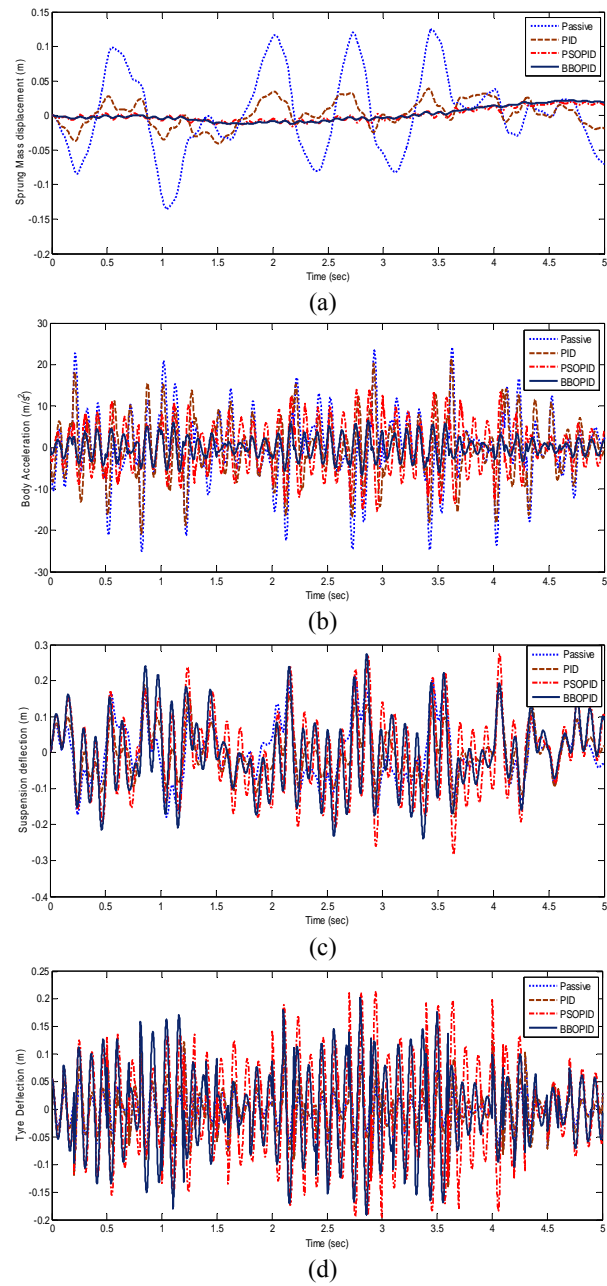 0.15
0.1
0.05
0
-0.05
-0.1
-0.15
-0.2
Sprung Mass displacement (m)
Passive
PID
PSOPID
BBOPID
0 0.5 1 1.5 2 2.5 3 3.5 4 4.5 5
Time (sec)
(a)
30
20
10
0
-10
-20
-30
Body Acceleration (m/s²)
Passive
PID
PSOPID
BBOPID
0 0.5 1 1.5 2 2.5 3 3.5 4 4.5 5
Time (sec)
(b)
0.3
0.2
0.1
0
-0.1
-0.2
-0.3
-0.4
Suspension deflection (m)
Passive
PID
PSOPID
BBOPID
0 0.5 1 1.5 2 2.5 3 3.5 4 4.5 5
Time (sec)
(c)
0.25
0.2
0.15
0.1
0.05
0
-0.05
-0.1
-0.15
-0.2
Tyre Deflection (m)
Passive
PID
PSOPID
BBOPID
0 0.5 1 1.5 2 2.5 3 3.5 4 4.5 5
Time (sec)
(d)